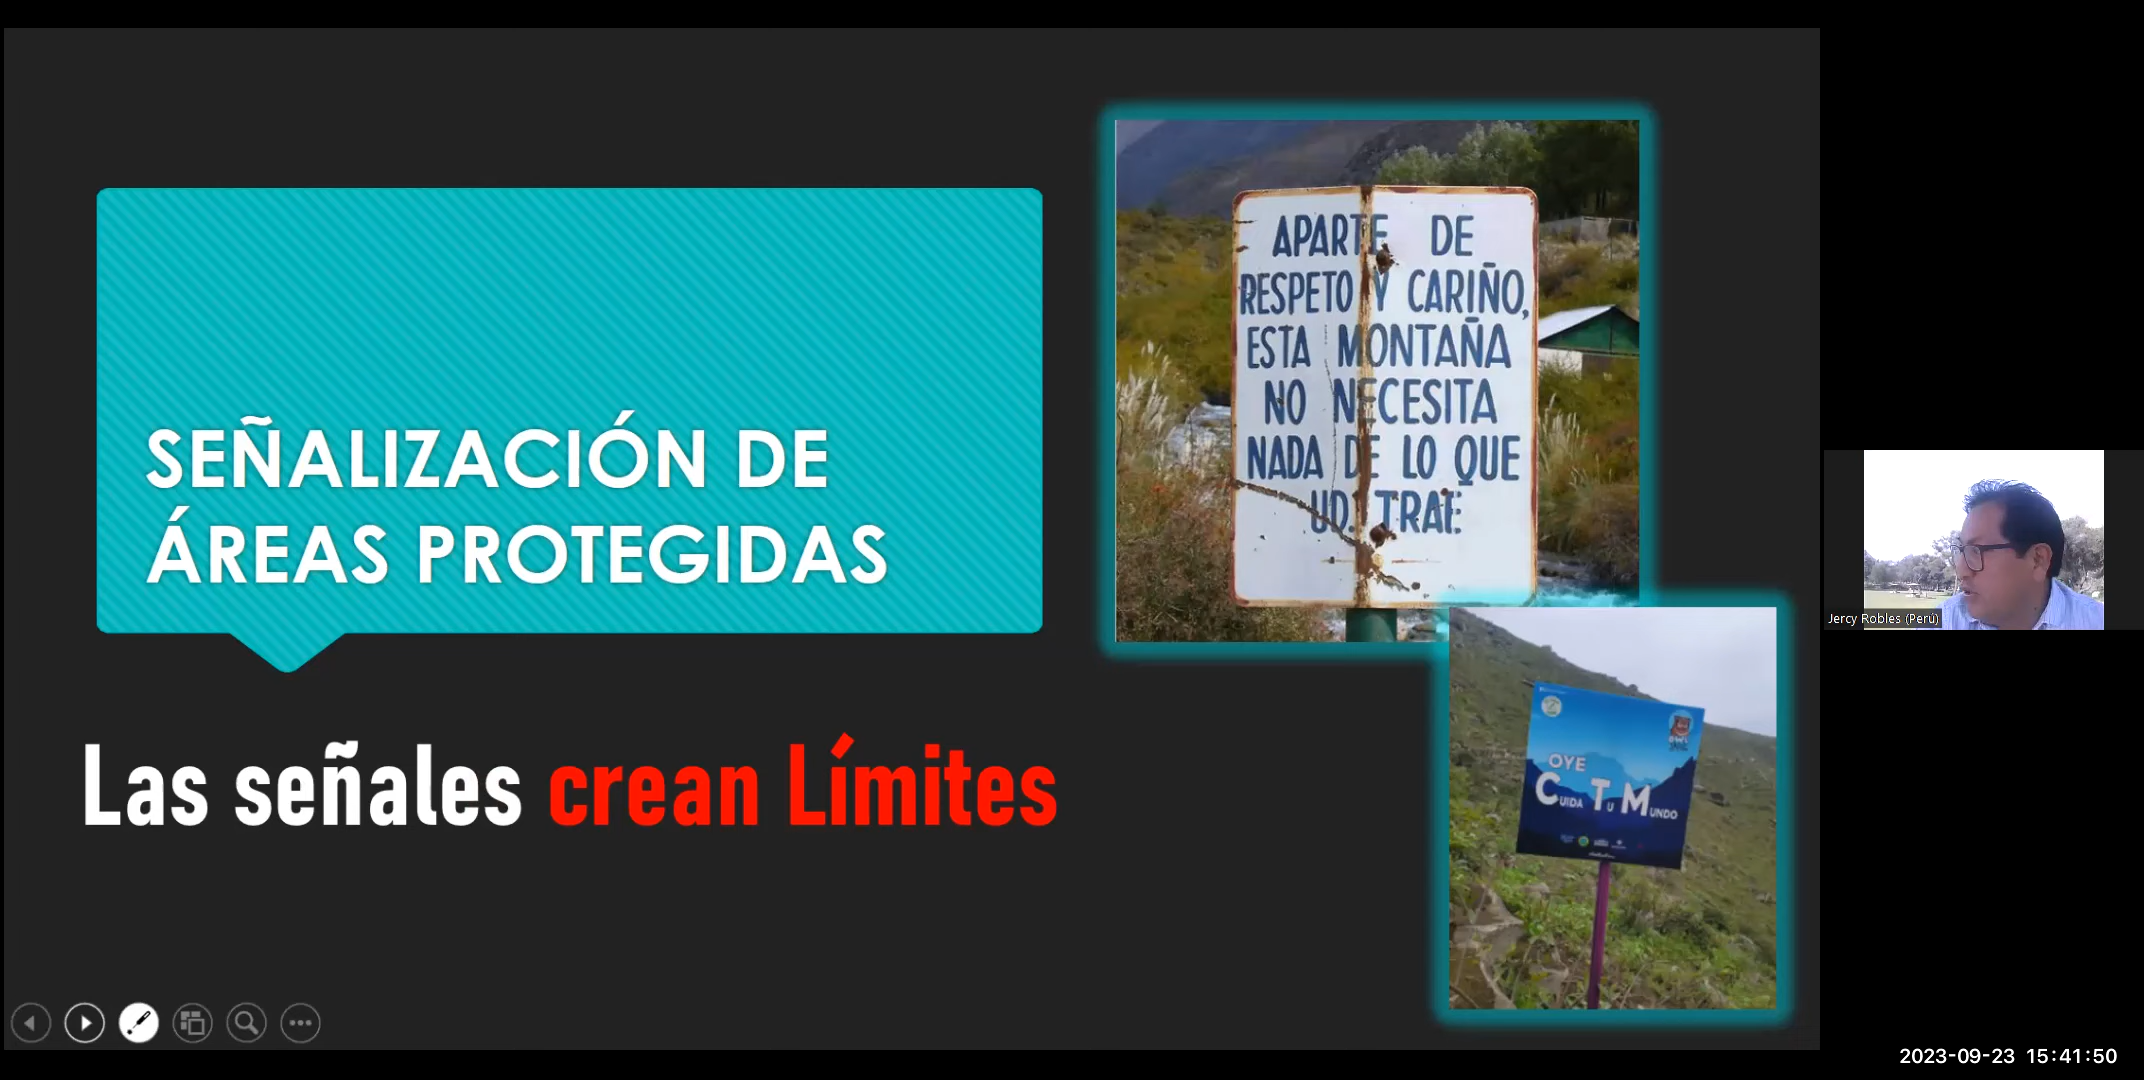 SEÑALIZACIÓN DE
ÁREAS PROTEGIDAS
Las señales crean Límites
APARTE DE
RESPETO Y CARIÑO,
ESTA MONTAÑA
NO NECESITA
NADA DE LO QUE
UD. TRAE
OYE
CUIDA TU MUNDO
Jercy Robles (Perú)
2023-09-23 15:41:50